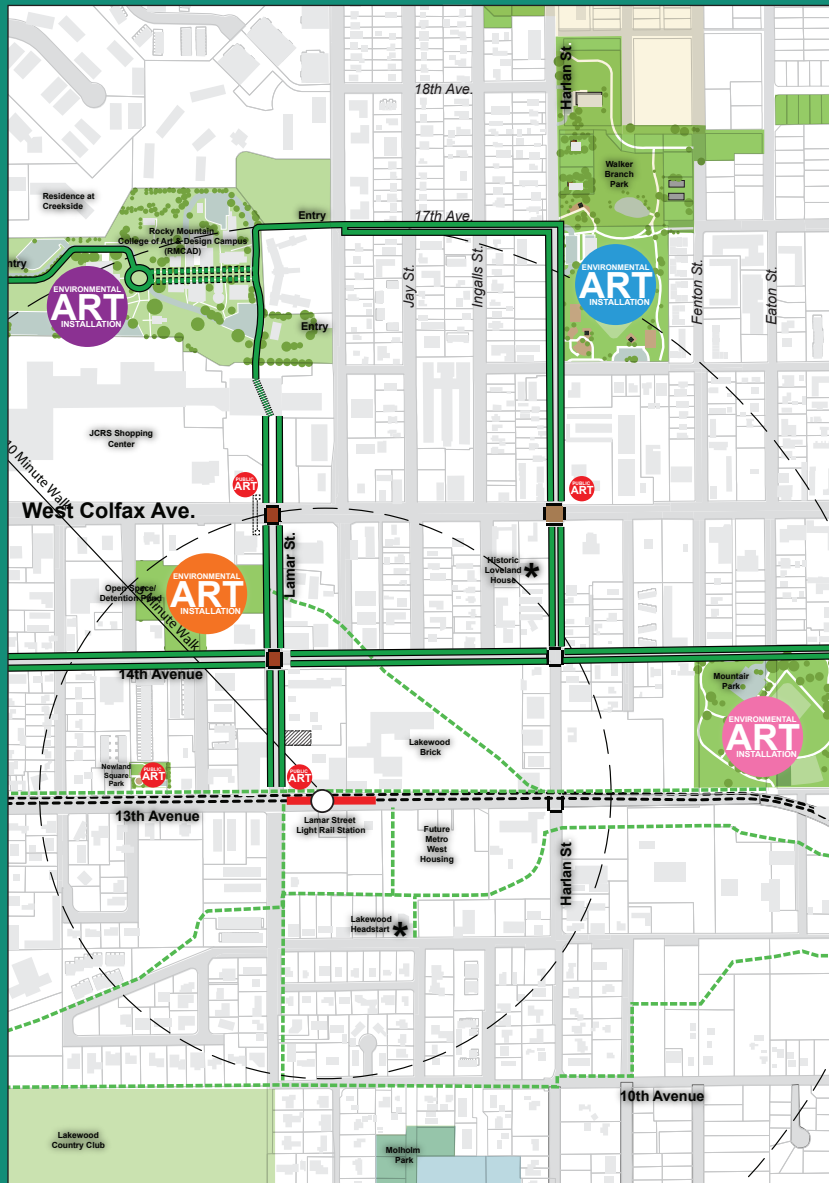 18th Ave.
Harlan St.
Walker
Branch
Park
Residence at
Creekside
Entry
17th Ave.
Rocky Mountain
College of Art & Design Campus
(RMCAD)
ntry
ENVIRONMENTAL
ART
INSTALLATION
ENVIRONMENTAL
ART
INSTALLATION
Jay St.
Ingalls St.
Fenton St.
Eaton St.
Entry
JCRS Shopping
Center
10 Minute Walk
PUBLIC
ART
PUBLIC
ART
West Colfax Ave.
Lamar St.
Historic
Loveland
House
*
ENVIRONMENTAL
ART
INSTALLATION
Open Space/
Detention Pond
Minute Walk
14th Avenue
Mountair
Park
ENVIRONMENTAL
ART
INSTALLATION
Lakewood
Brick
Newland
Square
Park
PUBLIC
ART
PUBLIC
ART
13th Avenue
Lamar Street
Light Rail Station
Future
Metro
West
Housing
Harlan St
Lakewood
Headstart
*
10th Avenue
Lakewood
Country Club
Molholm
Park